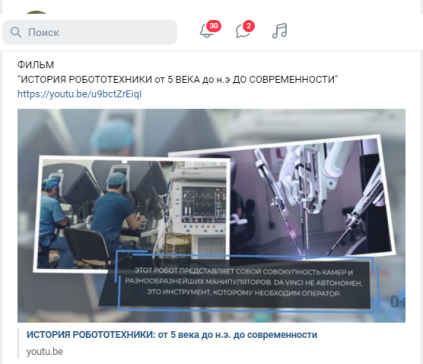 Поиск
30
2
ФИЛЬМ
"ИСТОРИЯ РОБОТОТЕХНИКИ от 5 ВЕКА до н.э ДО СОВРЕМЕННОСТИ"
https://youtu.be/u9bctZrEiqI
ЭТОТ РОБОТ ПРЕДСТАВЛЯЕТ СОБОЙ СОВОКУПНОСТЬ КАМЕР И
РАЗНООБРАЗНЕЙШИХ МАНИПУЛЯТОРОВ. DA VINCI НЕ АВТОНОМЕН,
ЭТО ИНСТРУМЕНТ, КОТОРОМУ НЕОБХОДИМ ОПЕРАТОР.
ИСТОРИЯ РОБОТОТЕХНИКИ: от 5 века до н.э. до современности
youtu.be